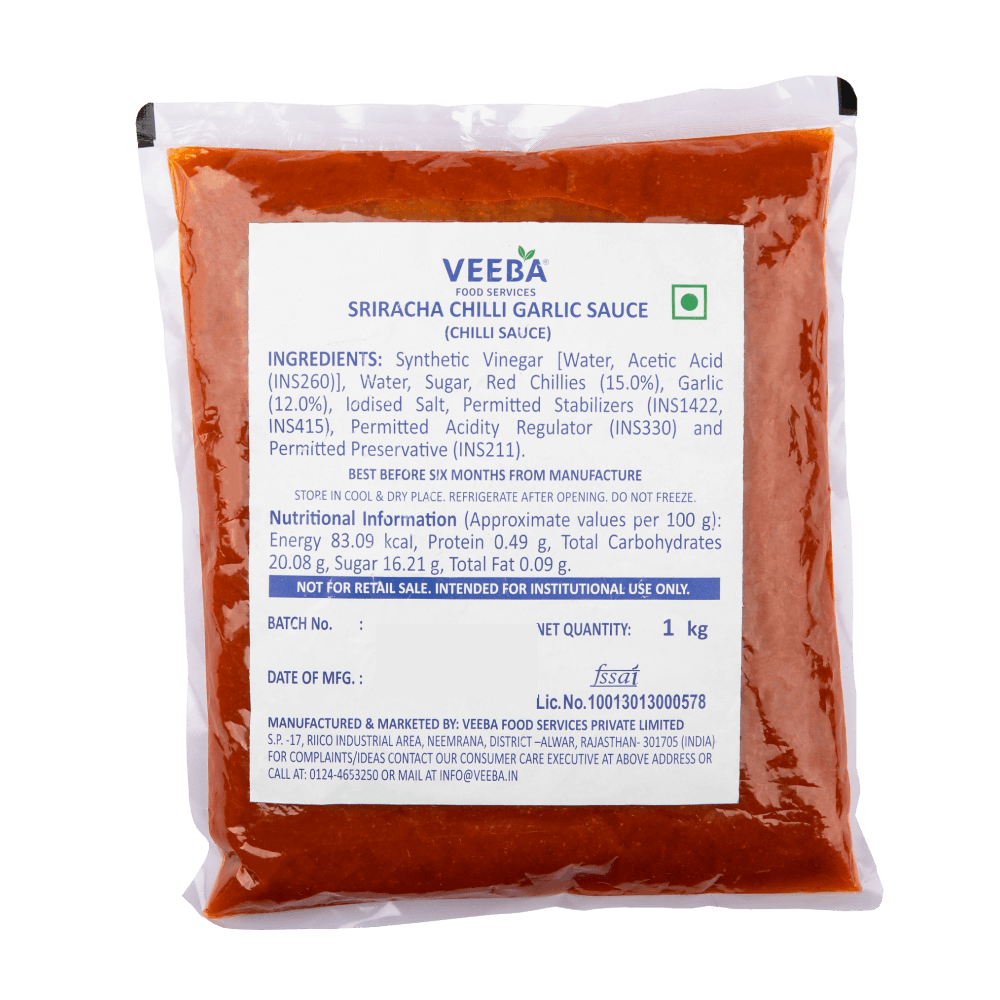 VEEBA®
FOOD SERVICES
SRIRACHA CHILLI GARLIC SAUCE
(CHILLI SAUCE)
INGREDIENTS: Synthetic Vinegar [Water, Acetic Acid
(INS260)], Water, Sugar, Red Chillies (15.0%), Garlic
(12.0%), Iodised Salt, Permitted Stabilizers (INS1422,
INS415), Permitted Acidity Regulator (INS330) and
Permitted Preservative (INS211).
BEST BEFORE SIX MONTHS FROM MANUFACTURE
STORE IN COOL & DRY PLACE. REFRIGERATE AFTER OPENING. DO NOT FREEZE.
Nutritional Information (Approximate values per 100 g):
Energy 83.09 kcal, Protein 0.49 g, Total Carbohydrates
20.08 g, Sugar 16.21 g, Total Fat 0.09 g.
NOT FOR RETAIL SALE. INTENDED FOR INSTITUTIONAL USE ONLY.
BATCH No. :
NET QUANTITY: 1 kg
DATE OF MFG. :
fssai
Lic.No.10013013000578
MANUFACTURED & MARKETED BY: VEEBA FOOD SERVICES PRIVATE LIMITED
S.P. -17, RIICO INDUSTRIAL AREA, NEEMRANA, DISTRICT –ALWAR, RAJASTHAN- 301705 (INDIA)
FOR COMPLAINTS/IDEAS CONTACT OUR CONSUMER CARE EXECUTIVE AT ABOVE ADDRESS OR
CALL AT: 0124-4653250 OR MAIL AT INFO@VEEBA.IN